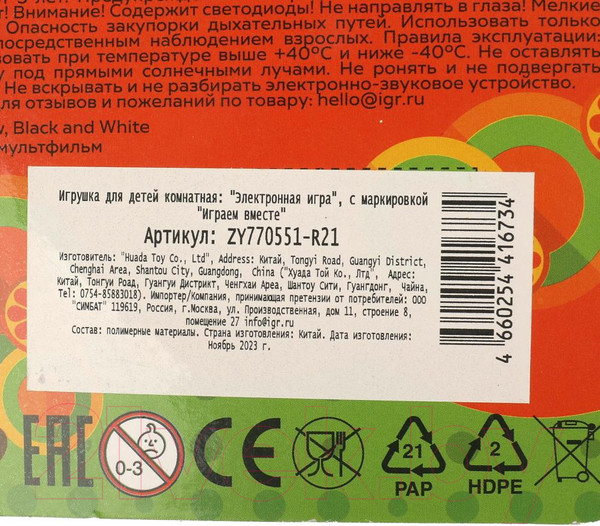 Внимание! Содержит светодиоды! Не направлять в глаза! Мелкие
Опасность закупорки дыхательных путей. Использовать только
посредственным наблюдением взрослых. Правила эксплуатации:
вать при температуре выше +40°С и ниже -40°С. Не оставлять
у под прямыми солнечными лучами. Не ронять и не подвергать
Не вскрывать и не разбирать электронно-звуковое устройство.
ля отзывов и пожеланий по товару: hello@igr.ru
w, Black and White
мультфильм
Игрушка для детей комнатная: "Электронная игра", с маркировкой
"Играем вместе"
Артикул: ZY770551-R21
Изготовитель: "Huada Toy Co., Ltd", Address: Китай, Tongyi Road, Guangyi District,
Chenghai Area, Shantou City, Guangdong, China ("Хуада Той Ко., Лтд", Адрес:
Китай, Тонгуи Роад, Гуангуи Дистрикт, Ченгхаи Ареа, Шантоу Сити, Гуангдонг, Чайна,
Tel: 0754-85883018). Импортер/Компания, принимающая претензии от потребителей: ООО
"СИМБАТ" 119619, Россия, г.Москва, ул. Производственная, дом 11, строение 8,
помещение 27 info@igr.ru
Состав: полимерные материалы. Страна изготовления: Китай. Дата изготовления:
Ноябрь 2023 г.
4 660254 416734
EAC
0-3
CE
21
PAP
2
HDPE